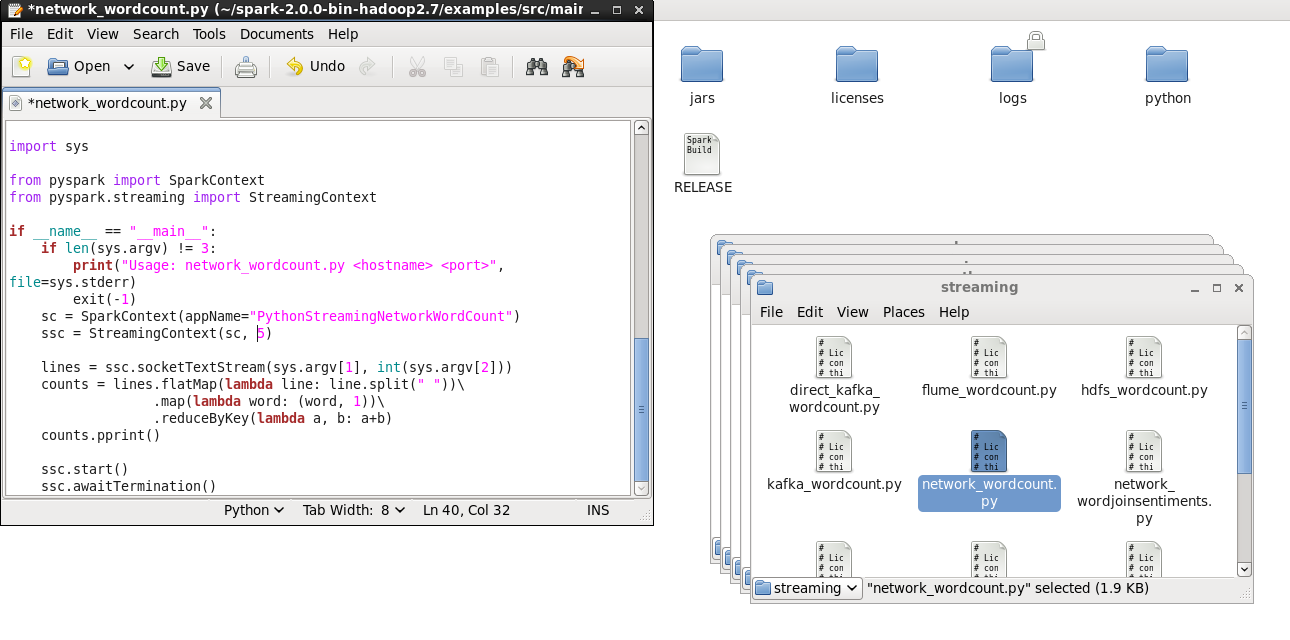 *network_wordcount.py (~/spark-2.0.0-bin-hadoop2.7/examples/src/main
File Edit View Search Tools Documents Help
Open Save Undo
*network_wordcount.py
import sys
from pyspark import SparkContext
from pyspark.streaming import StreamingContext
if __name__ == "__main__":
    if len(sys.argv) != 3:
        print("Usage: network_wordcount.py <hostname> <port>",
file=sys.stderr)
        exit(-1)
    sc = SparkContext(appName="PythonStreamingNetworkWordCount")
    ssc = StreamingContext(sc, 5)
    lines = ssc.socketTextStream(sys.argv[1], int(sys.argv[2]))
    counts = lines.flatMap(lambda line: line.split(" "))\
                  .map(lambda word: (word, 1))\
                  .reduceByKey(lambda a, b: a+b)
    counts.pprint()
    ssc.start()
    ssc.awaitTermination()
Python Tab Width: 8 Ln 40, Col 32 INS
jars licenses logs python
Spark
Build
RELEASE
streaming
File Edit View Places Help
# # #
# Lic # Lic # Lic
# con # con # con
# thi # thi # thi
direct_kafka_ flume_wordcount.py hdfs_wordcount.py
wordcount.py
# # #
# Lic # Lic # Lic
# con # con # con
# thi # thi # thi
kafka_wordcount.py network_wordcount. network_
py wordjoinsentiments.
py
# # #
# Lic # Lic # Lic
# con # con # con
# thi # thi # thi
streaming "network_wordcount.py" selected (1.9 KB)